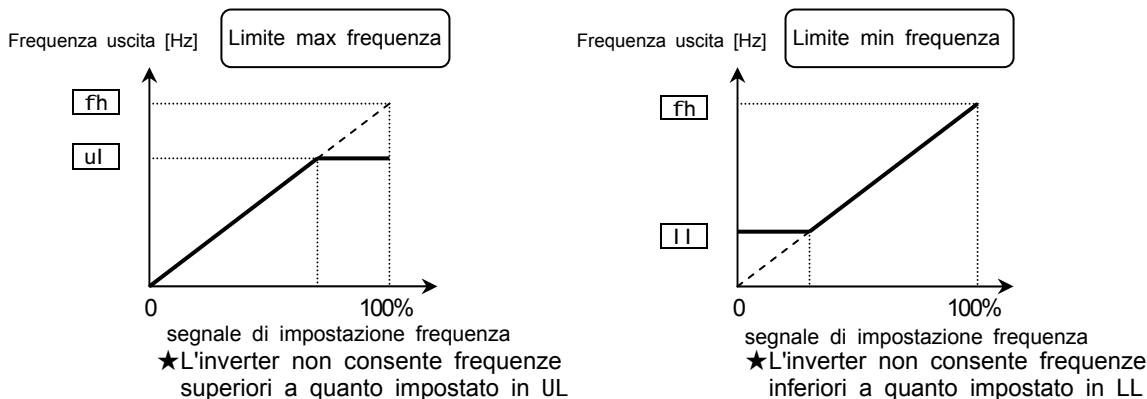 Frequenza uscita [Hz]
Limite max frequenza
fh
ul
0
100%
segnale di impostazione frequenza
★L'inverter non consente frequenze
superiori a quanto impostato in UL
Frequenza uscita [Hz]
Limite min frequenza
fh
ll
0
100%
segnale di impostazione frequenza
★L'inverter non consente frequenze
inferiori a quanto impostato in LL